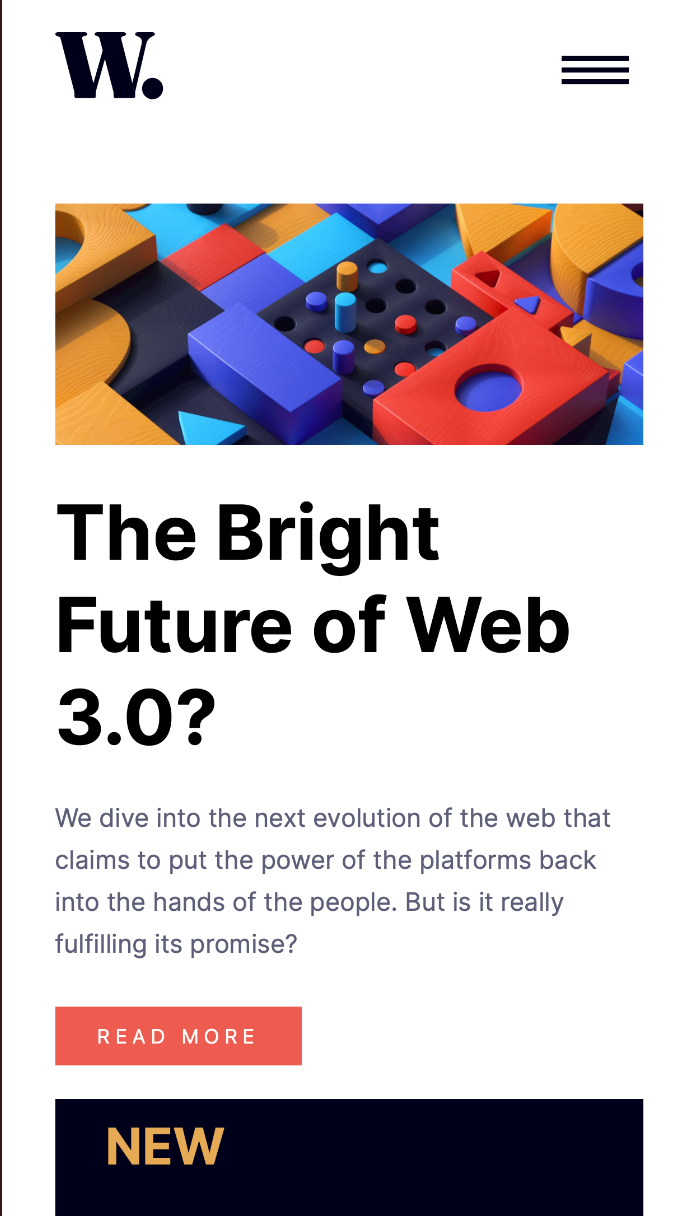 W.
The Bright
Future of Web
3.0?
We dive into the next evolution of the web that
claims to put the power of the platforms back
into the hands of the people. But is it really
fulfilling its promise?
READ MORE
NEW